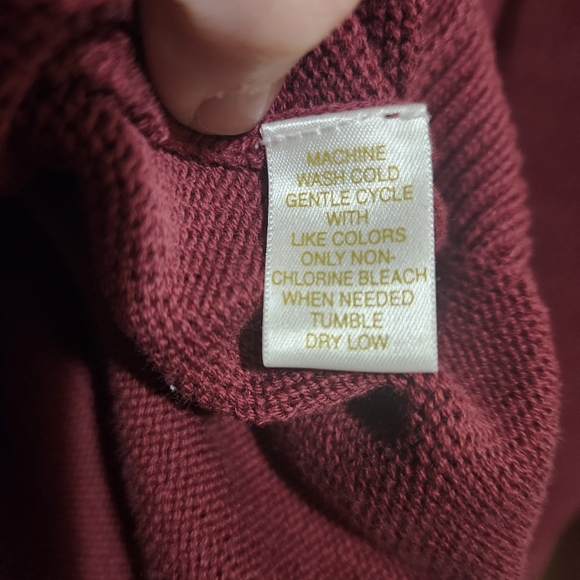 MACHINE
WASH COLD
GENTLE CYCLE
WITH
LIKE COLORS
ONLY NON-
CHLORINE BLEACH
WHEN NEEDED
TUMBLE
DRY LOW